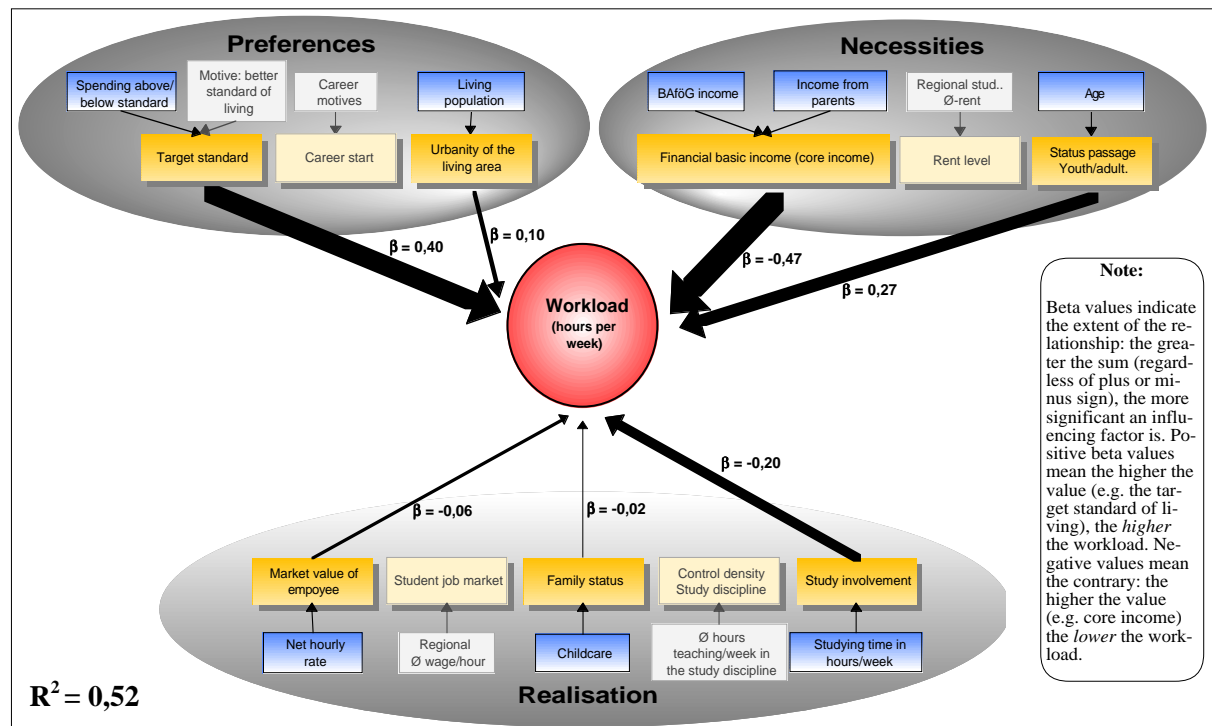 Preferences
Spending above/
below standard
Motive: better
standard of
living
Career
motives
Living
population
Target standard
Career start
Urbanity of the
living area
Necessities
BAföG income
Income from
parents
Regional stud..
Ø-rent
Age
Financial basic income (core income)
Rent level
Status passage
Youth/adult.
β = 0,40
β = 0,10
β = -0,47
β = 0,27
Workload
(hours per
week)
Note:
Beta values indicate
the extent of the re-
lationship: the grea-
ter the sum (regard-
less of plus or mi-
nus sign), the more
significant an influ-
encing factor is. Po-
sitive beta values
mean the higher the
value (e.g. the tar-
get standard of li-
ving), the higher
the workload. Ne-
gative values mean
the contrary: the
higher the value
(e.g. core income)
the lower the work-
load.
β = -0,06
β = -0,02
β = -0,20
Market value of
empoyee
Student job market
Family status
Control density
Study discipline
Study involvement
Net hourly
rate
Regional
Ø wage/hour
Childcare
Ø hours
teaching/week in
the study discipline
Studying time in
hours/week
Realisation
R² = 0,52